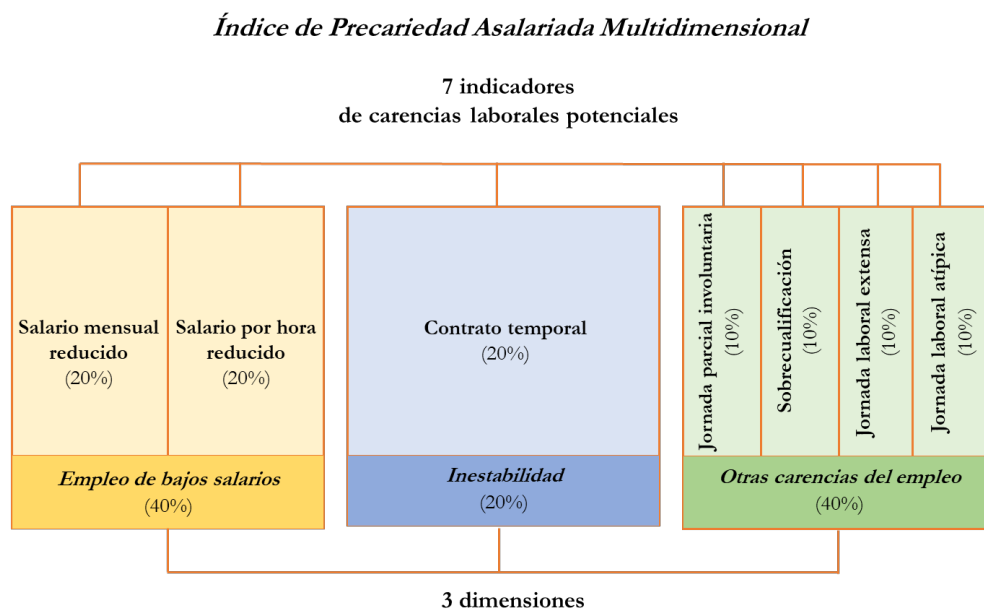 Índice de Precariedad Asalariada Multidimensional
7 indicadores
de carencias laborales potenciales
Salario mensual
reducido
(20%)
Salario por hora
reducido
(20%)
Contrato temporal
(20%)
Jornada parcial involuntaria
(10%)
Sobrecualificación
(10%)
Jornada laboral extensa
(10%)
Jornada laboral atípica
(10%)
Empleo de bajos salarios
(40%)
Inestabilidad
(20%)
Otras carencias del empleo
(40%)
3 dimensiones